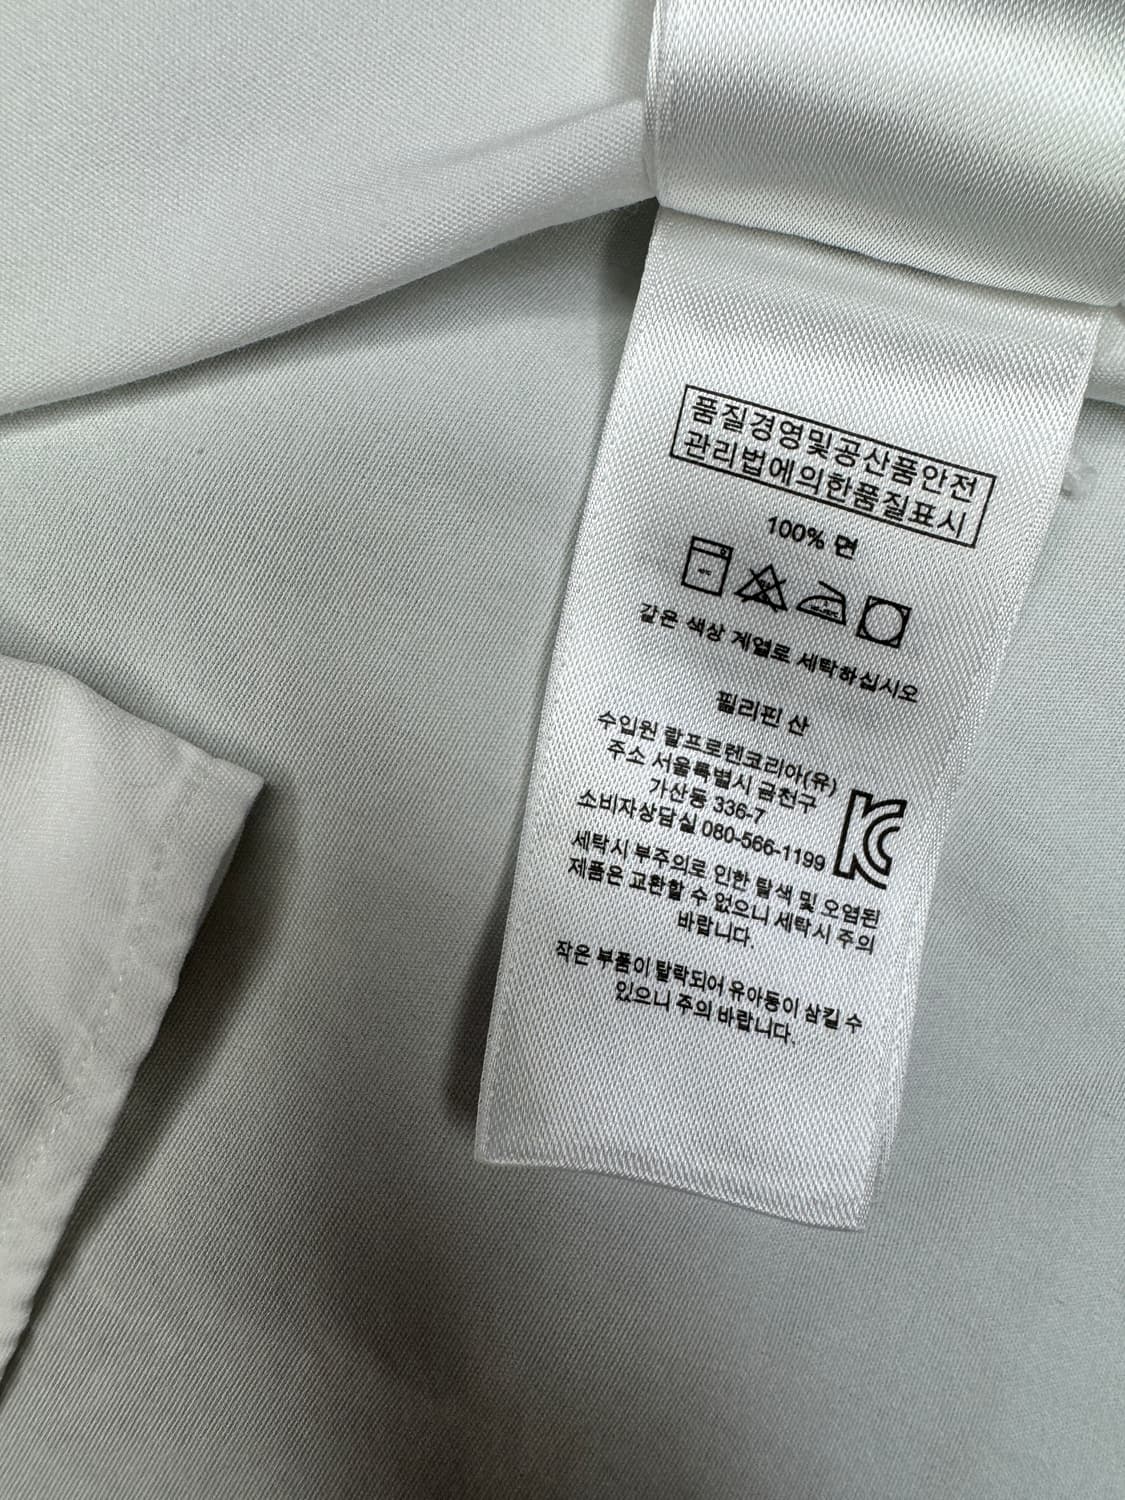 품질경영및공산품안전
관리법에의한품질표시
100% 면
같은 색상 계열로 세탁하십시오
필리핀 산
수입원 랄프로렌코리아(유)
주소 서울특별시 금천구
가산동 336-7
소비자상담실 080-566-1199
세탁시 부주의로 인한 탈색 및 오염된
제품은 교환할 수 없으니 세탁시 주의
바랍니다.
작은 부품이 탈락되어 유아동이 삼킬 수
있으니 주의 바랍니다.